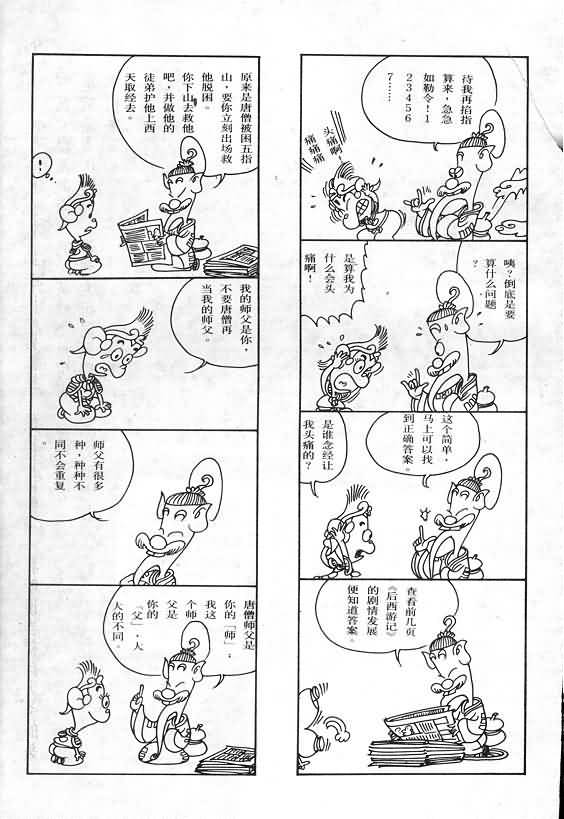 待我再掐指
算来，急急
如勒令！1
23456
7……
头痛啊！
痛痛痛
咦？倒底是要
算什么问题
？
是算我为
什么会头
痛啊！
这个简单，
马上可以找
到正确答案。
是谁念经让
我头痛的？
查看前几页
《后西游记》
的剧情发展
便知道答案。
原来是唐僧被困五指
山，要你立刻出场救
他脱困。
你下山去救他
吧，并做他的
徒弟护他上西
天取经去。
！
我的师父是你，
不要唐僧再
当我的师父。
师父有很多
种，种种不
同不会重复
。
唐僧师父是
你的「师」；
我这
个师
父是
你的
「父」，大
大的不同。